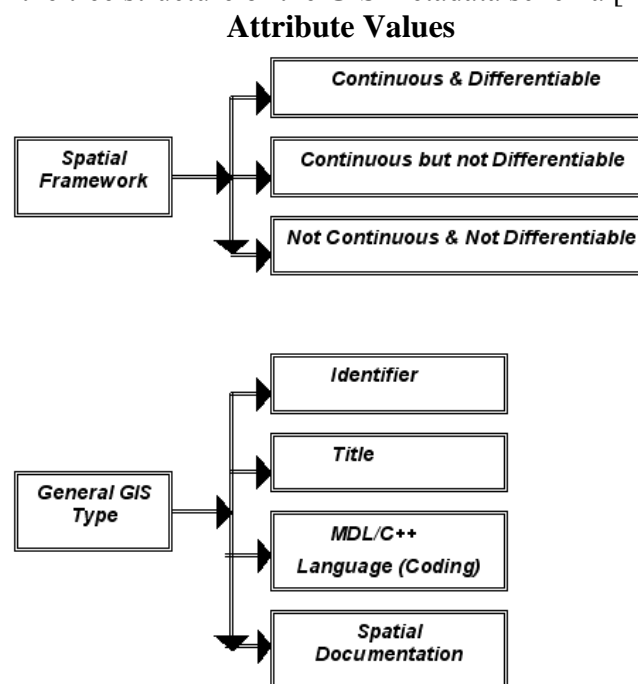 Attribute Values
Continuous & Differentiable
Spatial
Framework
Continuous but not Differentiable
Not Continuous & Not Differentiable
Identifier
Title
General GIS
Type
MDL/C++
Language (Coding)
Spatial
Documentation